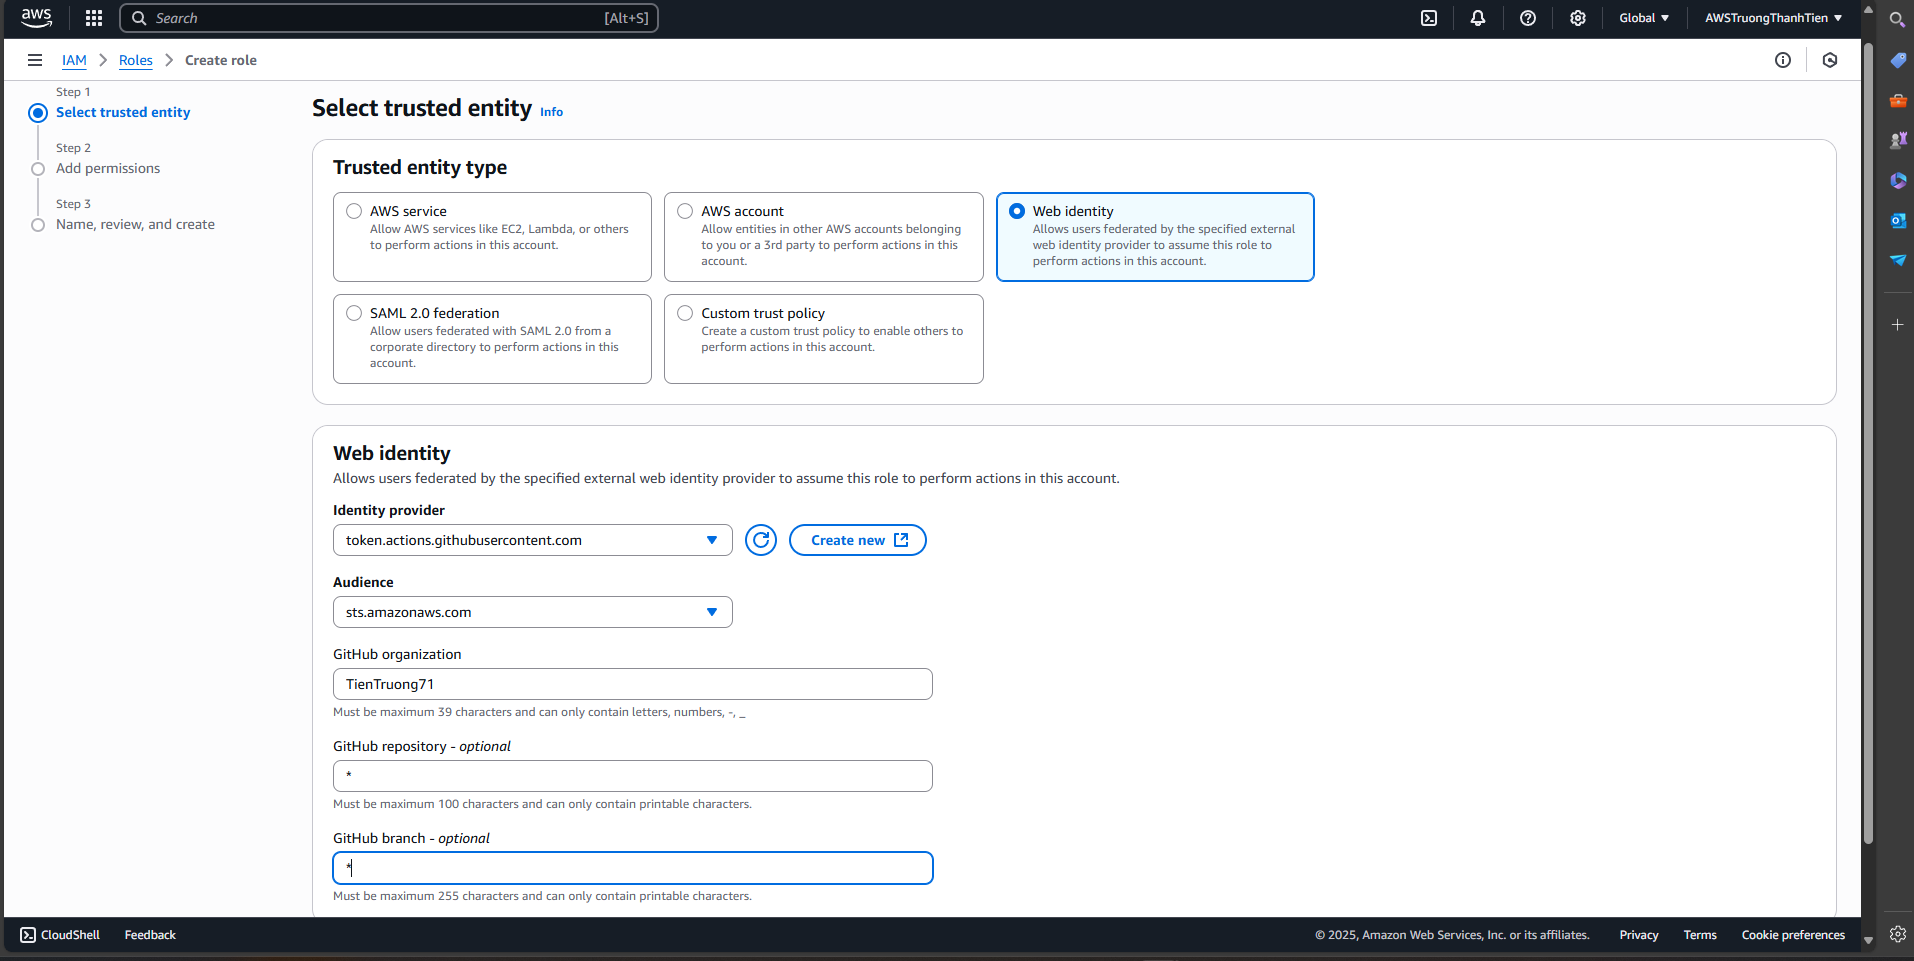 aws
Search
[Alt+S]
Global
AWSTruongThanhTien
IAM
Roles
Create role
Step 1
Select trusted entity
Step 2
Add permissions
Step 3
Name, review, and create
Select trusted entity Info
Trusted entity type
AWS service
Allow AWS services like EC2, Lambda, or others
to perform actions in this account.
AWS account
Allow entities in other AWS accounts belonging
to you or a 3rd party to perform actions in this
account.
Web identity
Allows users federated by the specified external
web identity provider to assume this role to
perform actions in this account.
SAML 2.0 federation
Allow users federated with SAML 2.0 from a
corporate directory to perform actions in this
account.
Custom trust policy
Create a custom trust policy to enable others to
perform actions in this account.
Web identity
Allows users federated by the specified external web identity provider to assume this role to perform actions in this account.
Identity provider
token.actions.githubusercontent.com
Create new
Audience
sts.amazonaws.com
GitHub organization
TienTruong71
Must be maximum 39 characters and can only contain letters, numbers, -, _
GitHub repository - optional
*
Must be maximum 100 characters and can only contain printable characters.
GitHub branch - optional
*
Must be maximum 255 characters and can only contain printable characters.
CloudShell
Feedback
© 2025, Amazon Web Services, Inc. or its affiliates.
Privacy
Terms
Cookie preferences